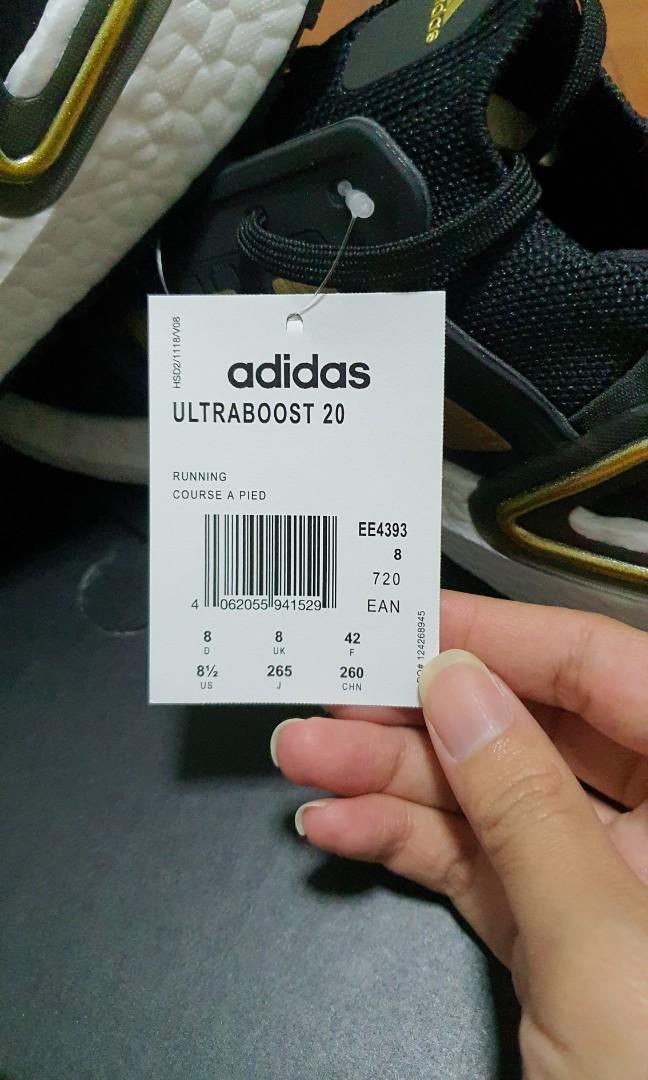 adidas
HSD2/1118/V08
adidas
ULTRABOOST 20
RUNNING
COURSE A PIED
EE4393
8
720
EAN
4 062055 941529
8 8 42
D UK F
8½ 265 260
US J CHN
124268945